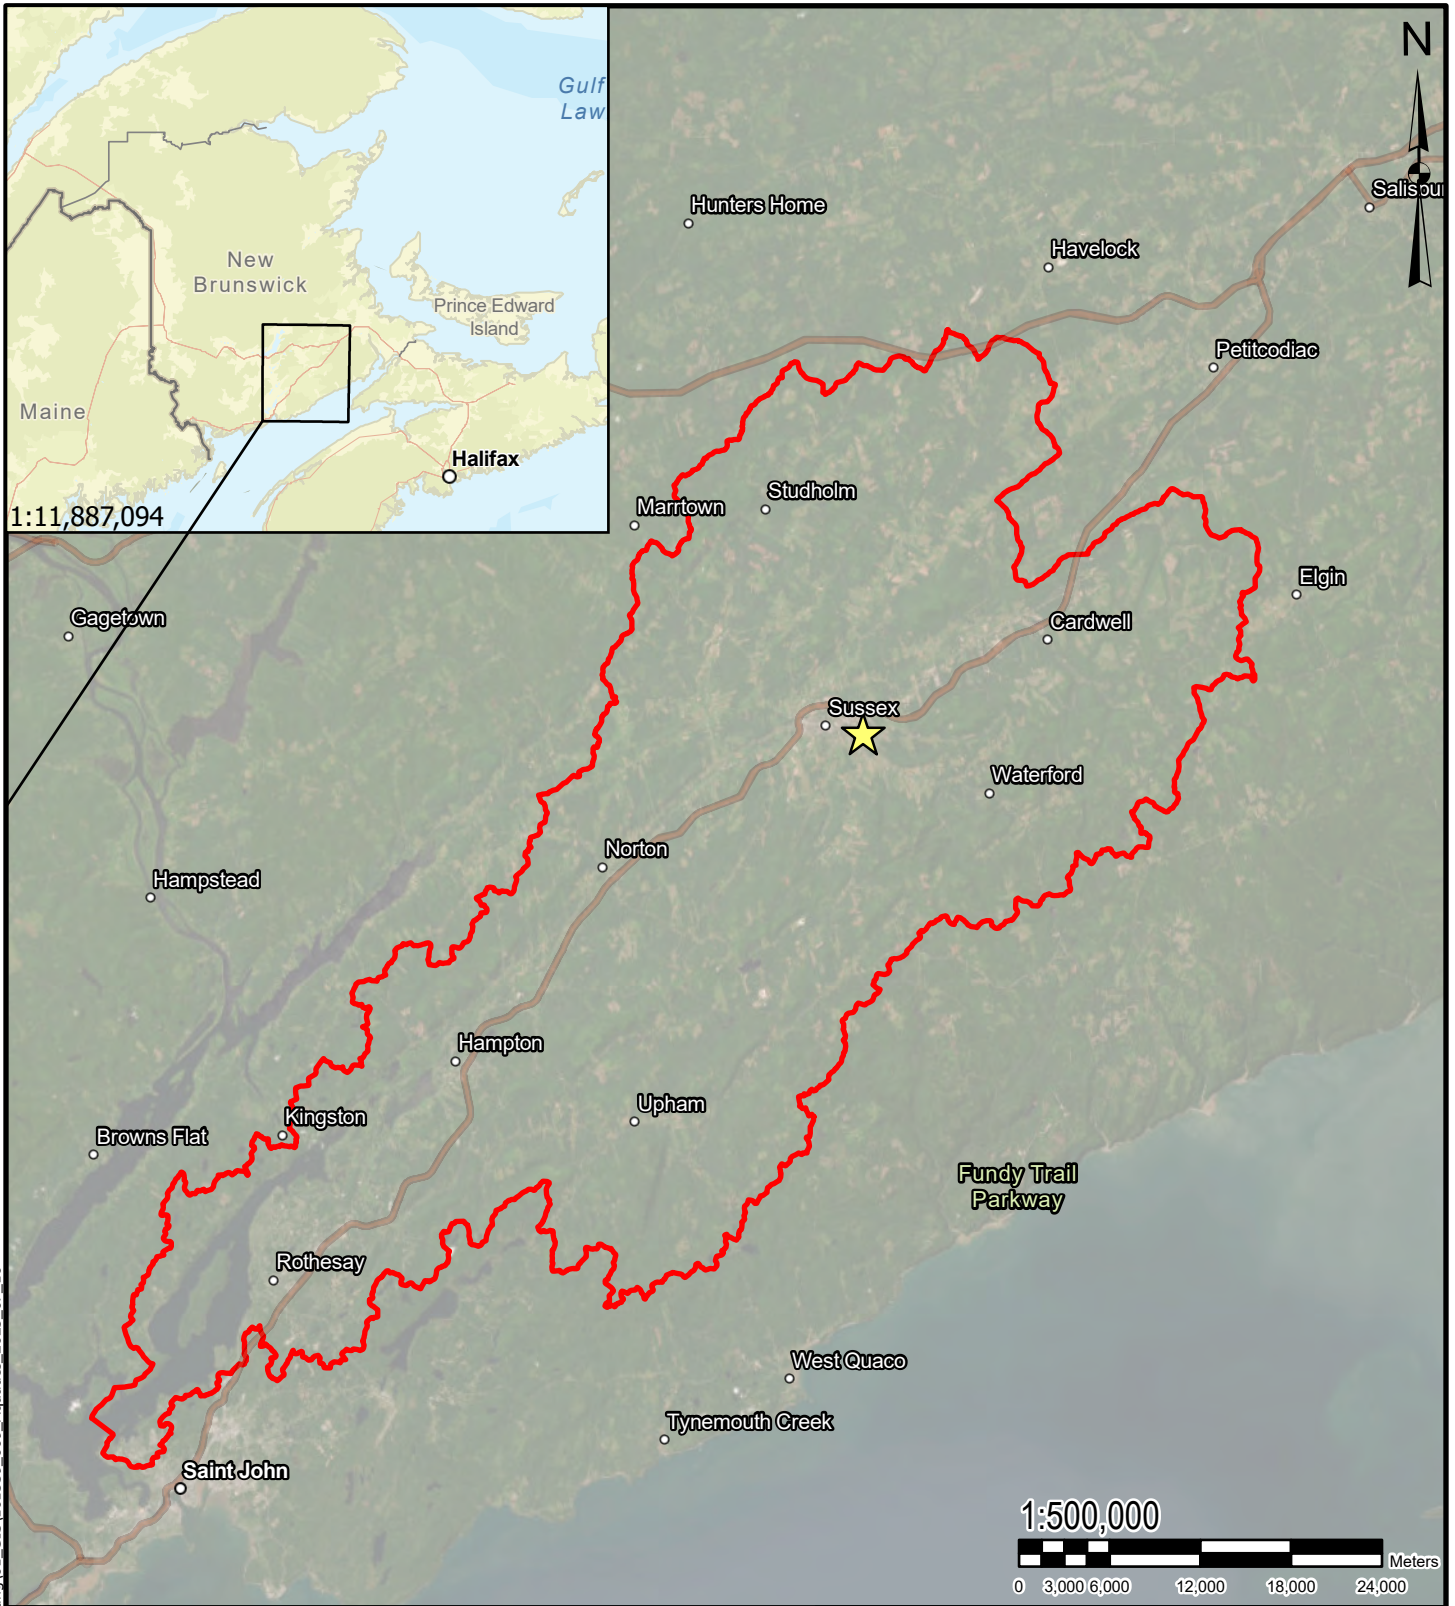 Gulf
Law
New
Brunswick
Prince Edward
Island
Maine
Halifax
1:11,887,094
N
Salisbur
Hunters Home
Havelock
Petitcodiac
Studholm
Marrtown
Elgin
Gagetown
Cardwell
Sussex
Waterford
Norton
Hampstead
Hampton
Upham
Kingston
Browns Flat
Fundy Trail
Parkway
Rothesay
West Quaco
Tynemouth Creek
Saint John
1:500,000
Meters
0 3,000 6,000 12,000 18,000 24,000